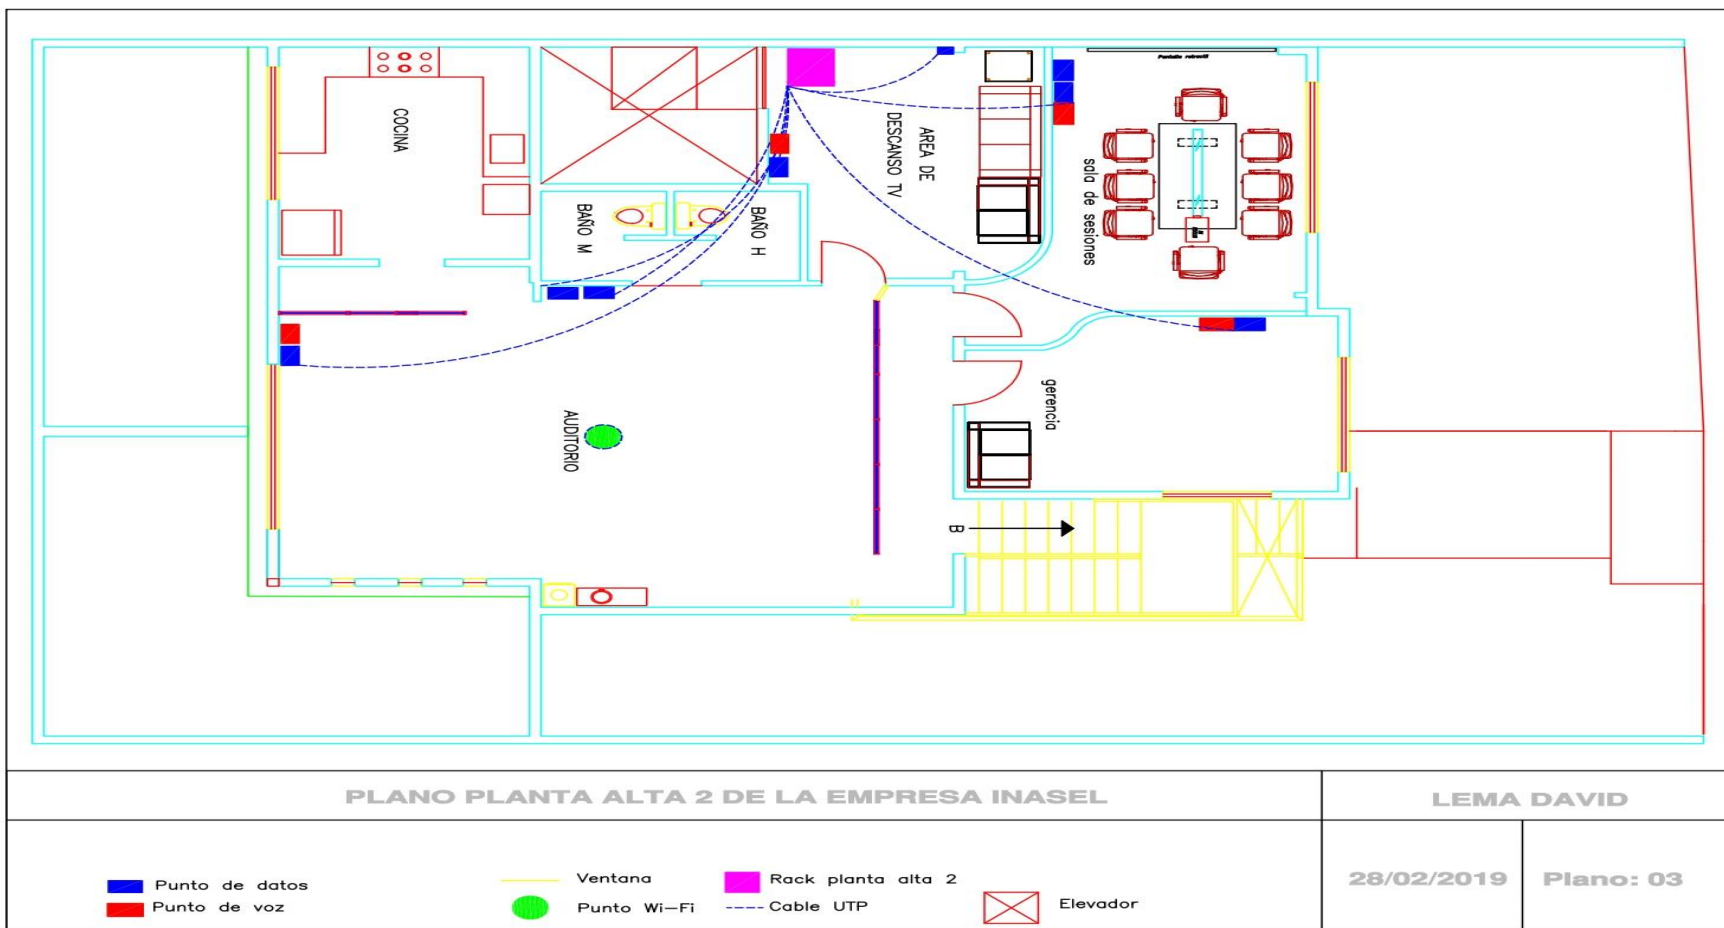 Pantalla retractil
COCINA
AREA DE
DESCANSO TV
sala de sesiones
BAÑO M
BAÑO H
gerencia
AUDITORIO
B
PLANO PLANTA ALTA 2 DE LA EMPRESA INASEL
LEMA DAVID
Punto de datos
Ventana
Rack planta alta 2
Punto de voz
Punto Wi-Fi
Cable UTP
Elevador
28/02/2019
Plano: 03